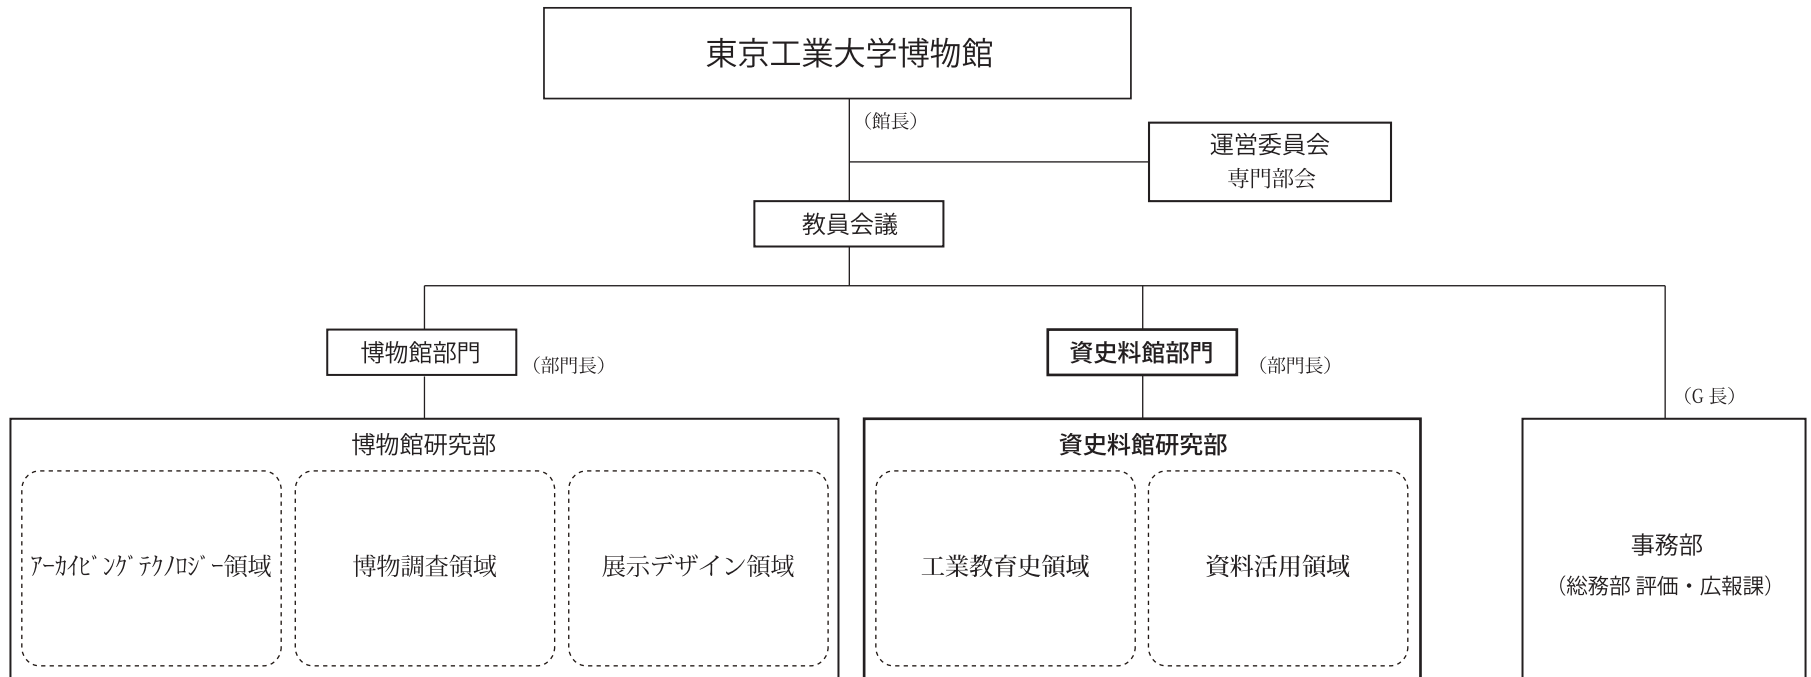 東京工業大学博物館
（館長）
運営委員会
専門部会
教員会議
博物館部門
（部門長）
資史料館部門
（部門長）
（G 長）
博物館研究部
資史料館研究部
ｱｰｶｲﾋﾞﾝｸﾞﾃｸﾉﾛｼﾞｰ領域
博物調査領域
展示デザイン領域
工業教育史領域
資料活用領域
事務部
（総務部 評価・広報課）